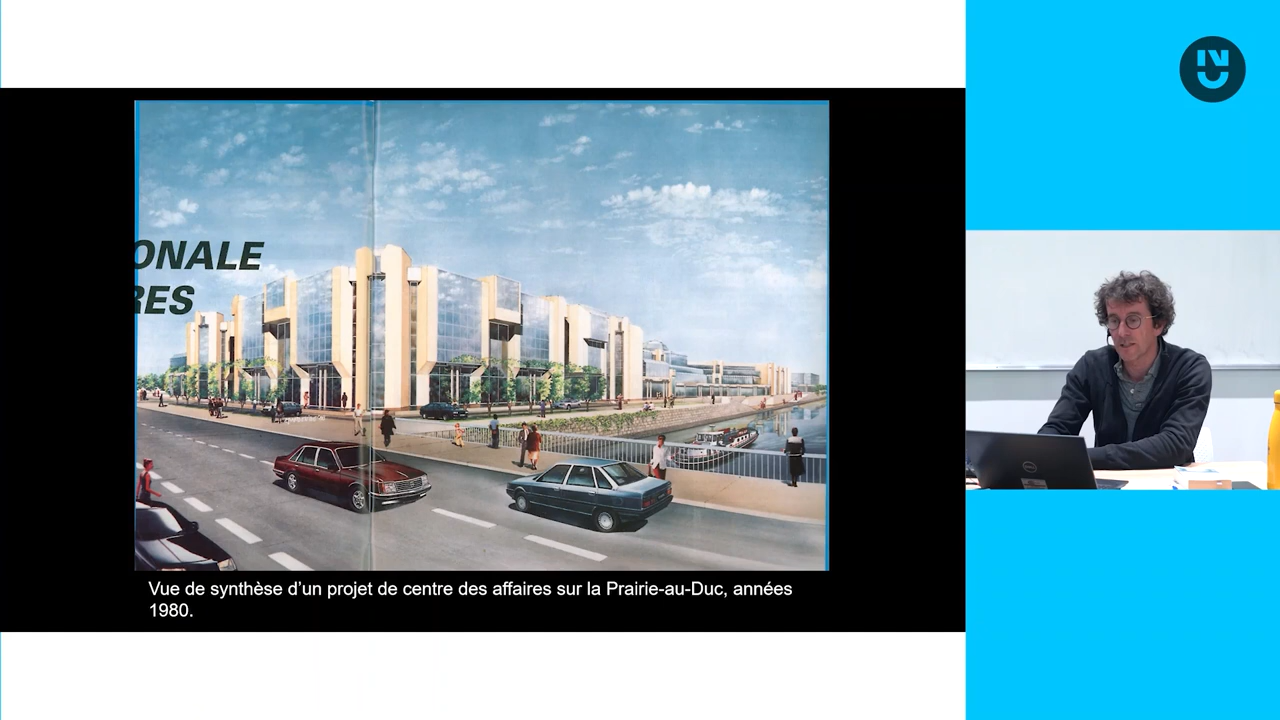 ONALE
RES
Vue de synthèse d’un projet de centre des affaires sur la Prairie-au-Duc, années
1980.